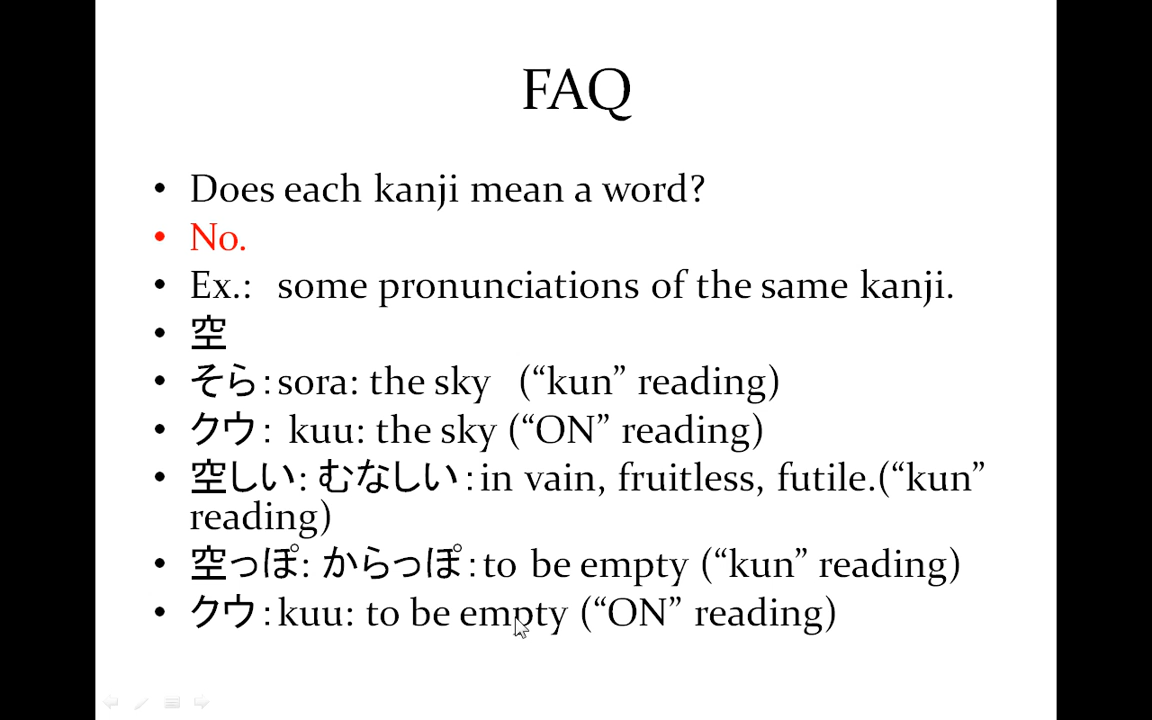 FAQ
• Does each kanji mean a word?
• No.
• Ex.: some pronunciations of the same kanji.
• 空
• そら：sora: the sky (“kun” reading)
• クウ： kuu: the sky (“ON” reading)
• 空しい: むなしい：in vain, fruitless, futile.(“kun”
reading)
• 空っぽ: からっぽ：to be empty (“kun” reading)
• クウ：kuu: to be empty (“ON” reading)